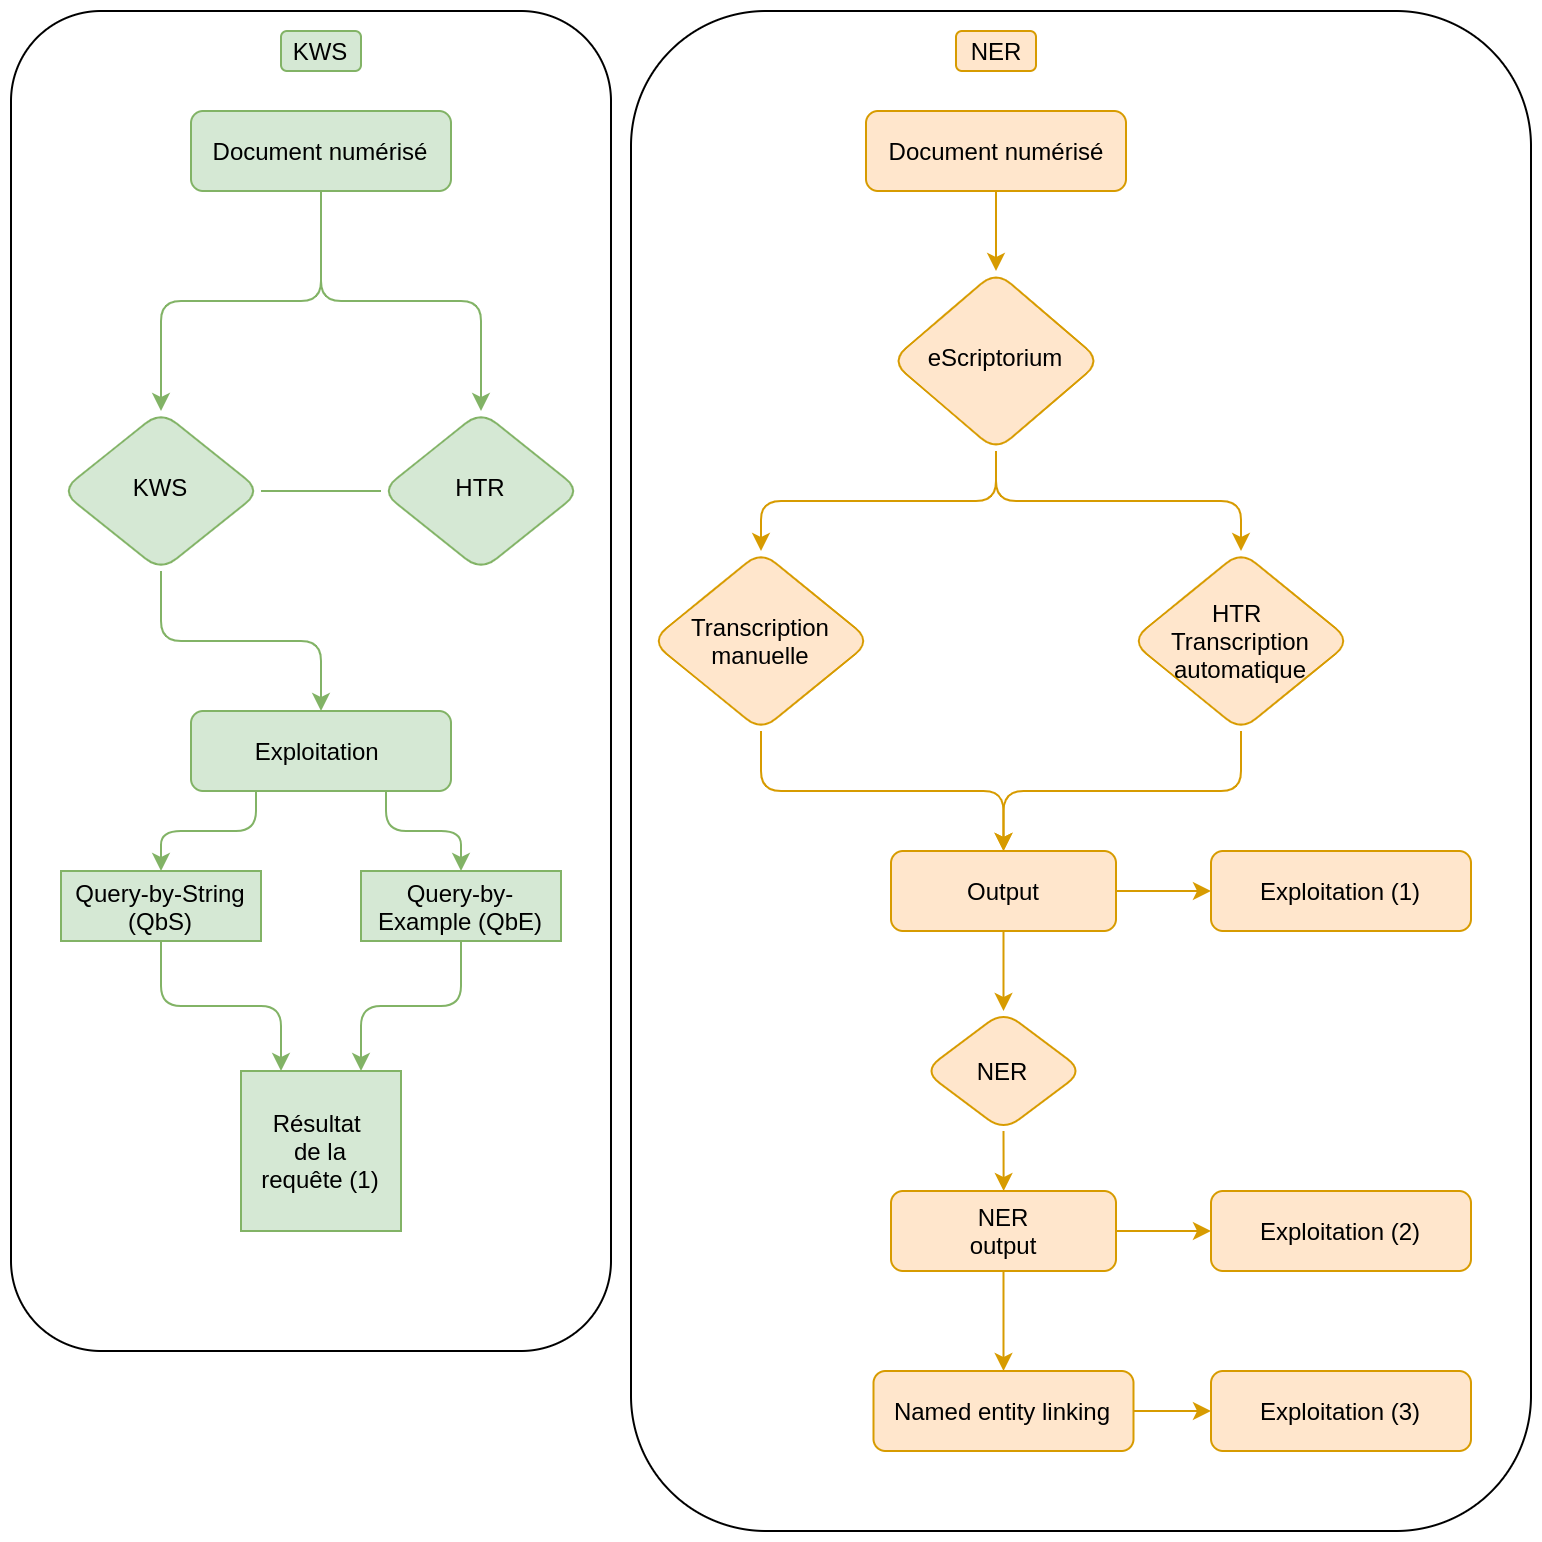 KWS
Document numérisé
KWS
HTR
Exploitation
Query-by-String
(QbS)
Query-by-
Example (QbE)
Résultat
de la
requête (1)
NER
Document numérisé
eScriptorium
Transcription
manuelle
HTR
Transcription
automatique
Output
Exploitation (1)
NER
NER
output
Exploitation (2)
Named entity linking
Exploitation (3)